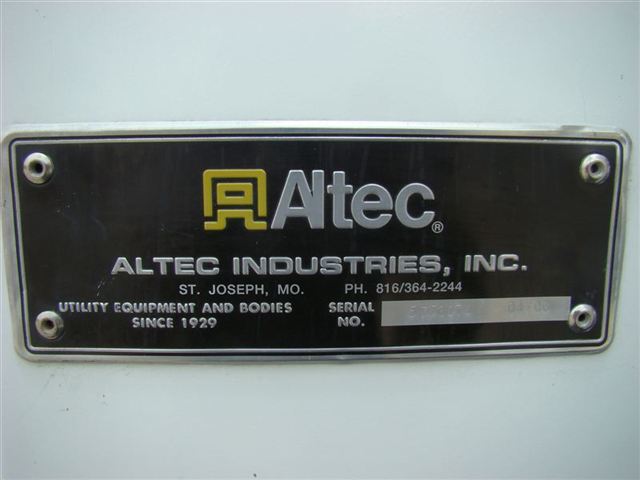 Altec®
ALTEC INDUSTRIES, INC.
ST. JOSEPH, MO. PH. 816/364-2244
UTILITY EQUIPMENT AND BODIES SERIAL
SINCE 1929 NO.